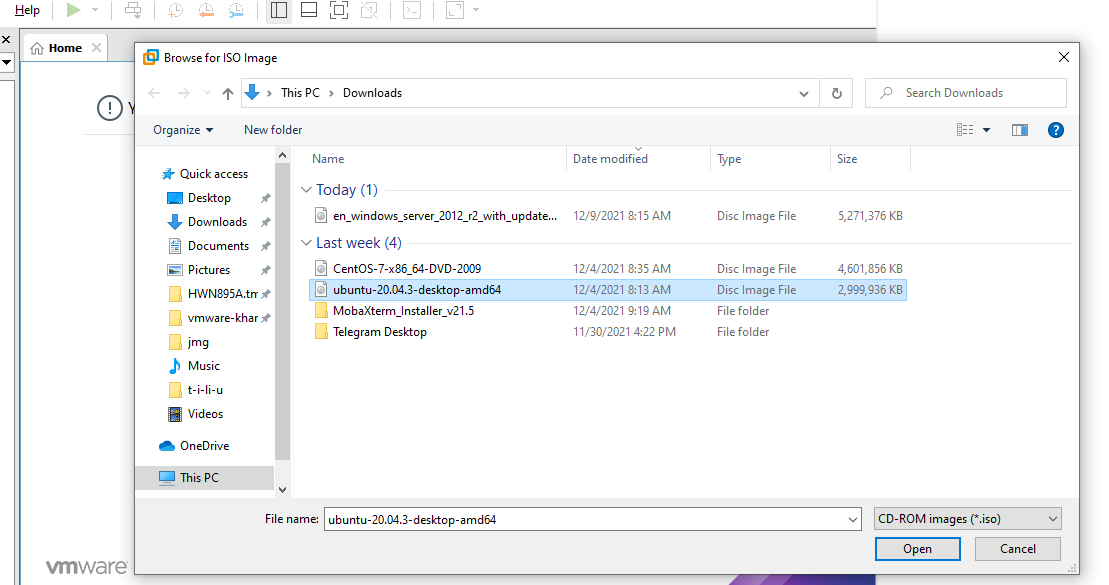 Help
Home
Y
Browse for ISO Image
This PC > Downloads
Search Downloads
Organize
New folder
?
Name
Date modified
Type
Size
Quick access
Desktop
Downloads
Documents
Pictures
HWN895A.tm
vmware-khar
jmg
Music
t-i-li-u
Videos
OneDrive
This PC
Today (1)
en_windows_server_2012_r2_with_update... 12/9/2021 8:15 AM Disc Image File 5,271,376 KB
Last week (4)
CentOS-7-x86_64-DVD-2009 12/4/2021 8:35 AM Disc Image File 4,601,856 KB
ubuntu-20.04.3-desktop-amd64 12/4/2021 8:13 AM Disc Image File 2,999,936 KB
MobaXterm_Installer_v21.5 12/4/2021 9:19 AM File folder
Telegram Desktop 11/30/2021 4:22 PM File folder
File name: ubuntu-20.04.3-desktop-amd64
CD-ROM images (*.iso)
Open
Cancel
vmware